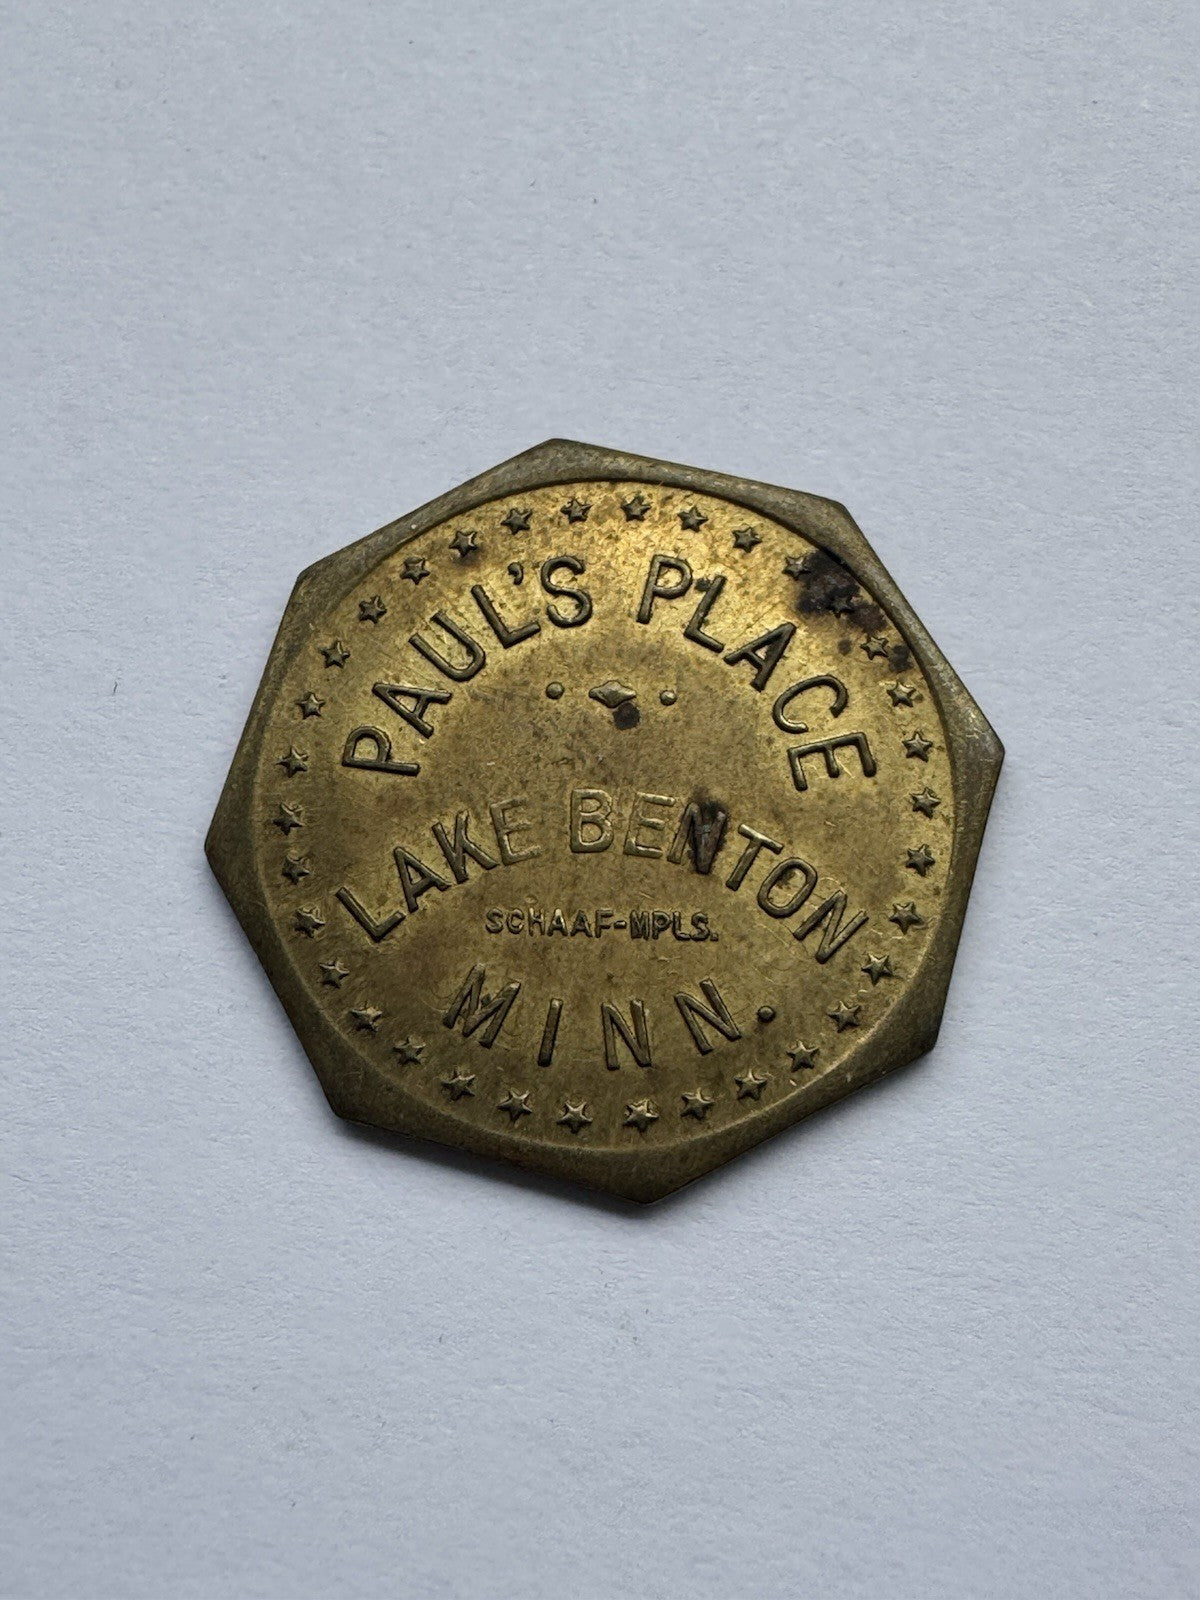 PAUL'S PLACE
LAKE BENTON
SCHAAF-MPLS.
MINN.